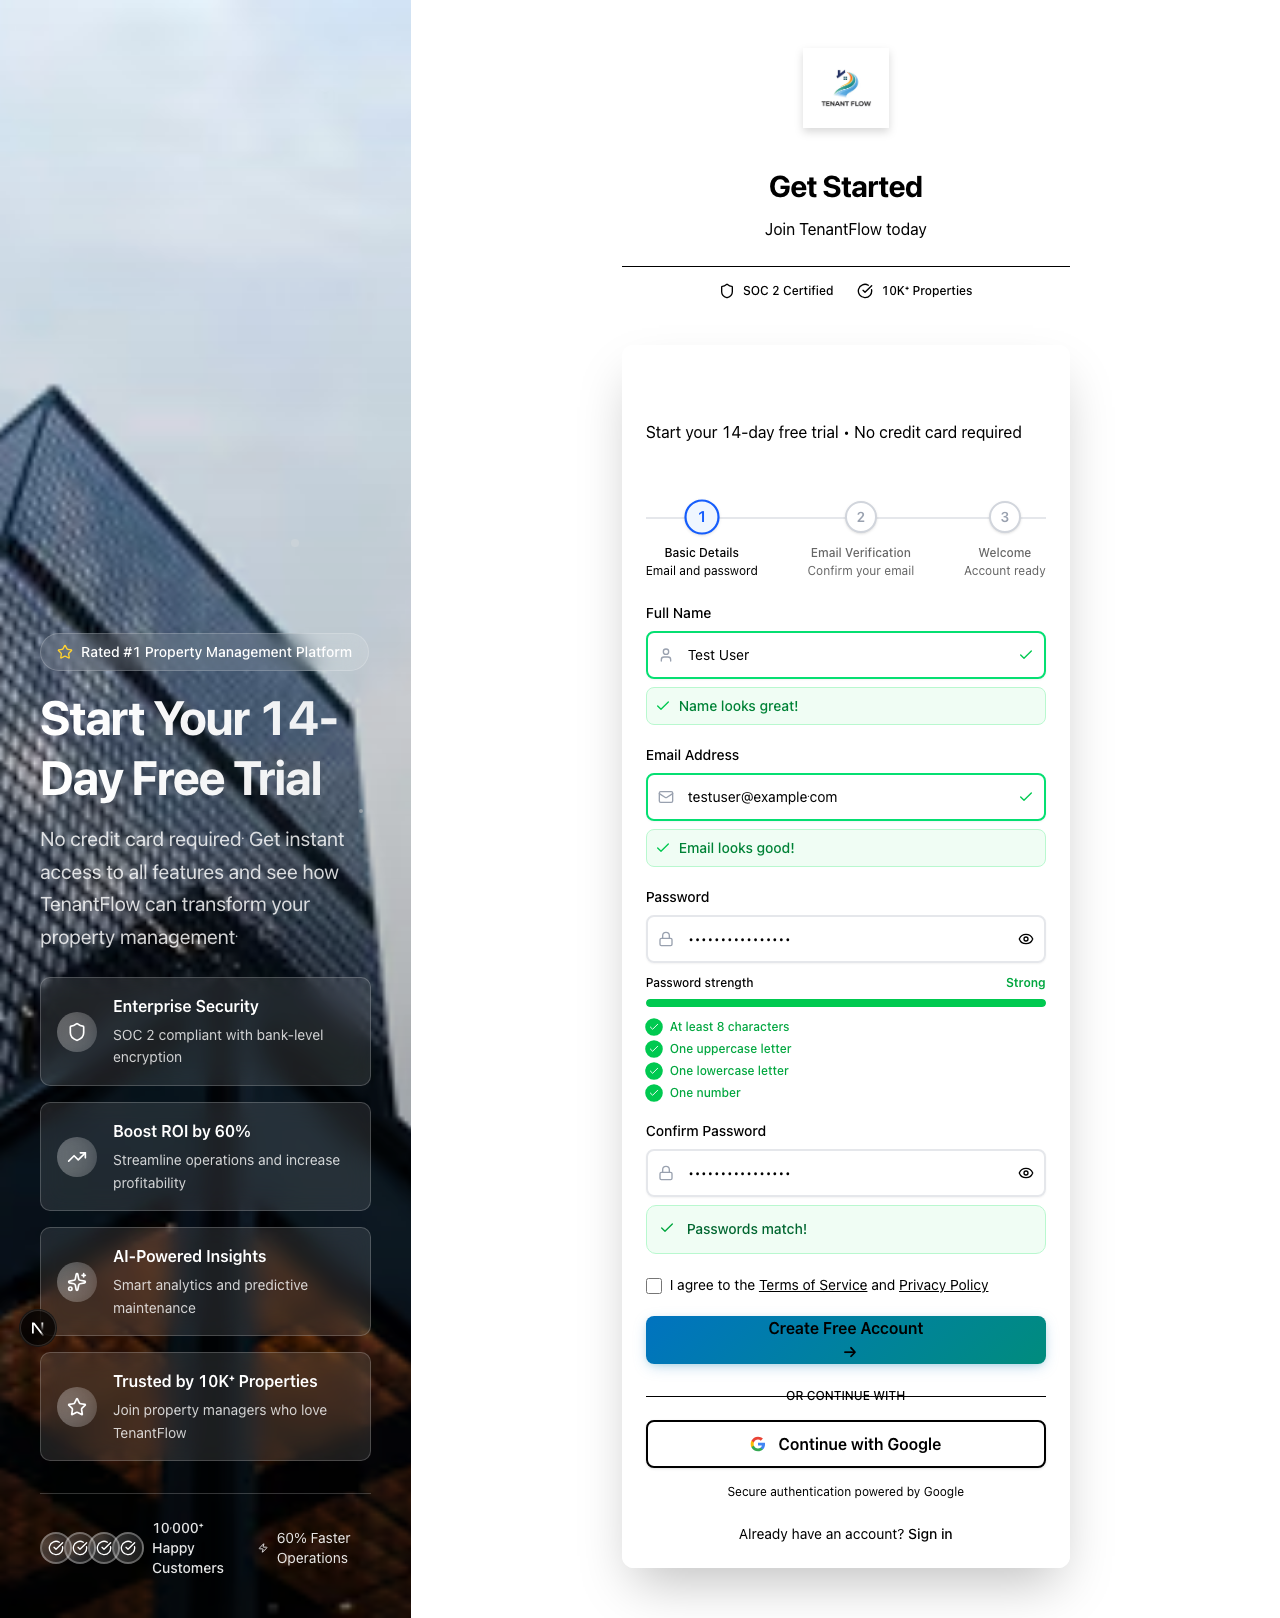 Rated #1 Property Management Platform
Start Your 14-
Day Free Trial
No credit card required· Get instant
access to all features and see how
TenantFlow can transform your
property management·
Enterprise Security
SOC 2 compliant with bank-level
encryption
Boost ROI by 60%
Streamline operations and increase
profitability
AI-Powered Insights
Smart analytics and predictive
maintenance
N
Trusted by 10K⁺ Properties
Join property managers who love
TenantFlow
10·000⁺
Happy
Customers
60% Faster
Operations
TENANT FLOW
Get Started
Join TenantFlow today
SOC 2 Certified
10K⁺ Properties
Start your 14-day free trial • No credit card required
1
2
3
Basic Details
Email Verification
Welcome
Email and password
Confirm your email
Account ready
Full Name
Test User
Name looks great!
Email Address
testuser@example·com
Email looks good!
Password
••••••••••••••••
Password strength
Strong
At least 8 characters
One uppercase letter
One lowercase letter
One number
Confirm Password
••••••••••••••••
Passwords match!
I agree to the Terms of Service and Privacy Policy
Create Free Account
→
OR CONTINUE WITH
Continue with Google
Secure authentication powered by Google
Already have an account? Sign in